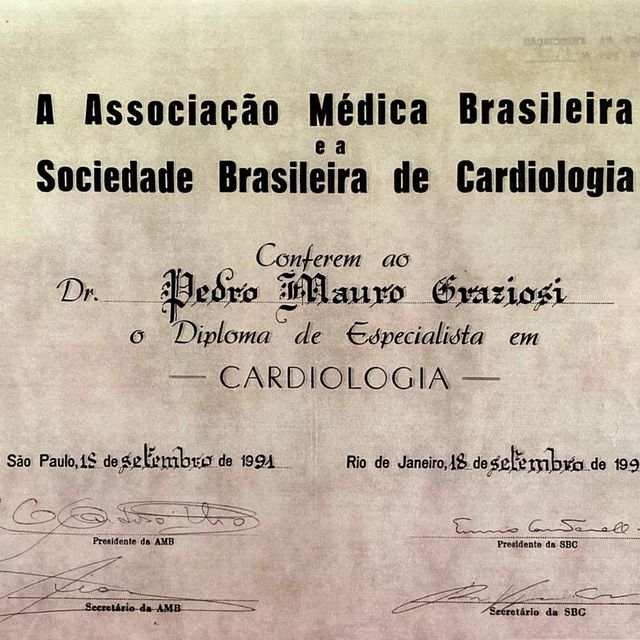 A Associação Médica Brasileira
e a
Sociedade Brasileira de Cardiologia
Conferem ao
Dr. Pedro Mauro Graziosi
o Diploma de Especialista em
— CARDIOLOGIA —
São Paulo, 18 de setembro de 1991 Rio de Janeiro, 18 de setembro de 199
Presidente da AMB Presidente da SBC
Secretário da AMB Secretário da SBC